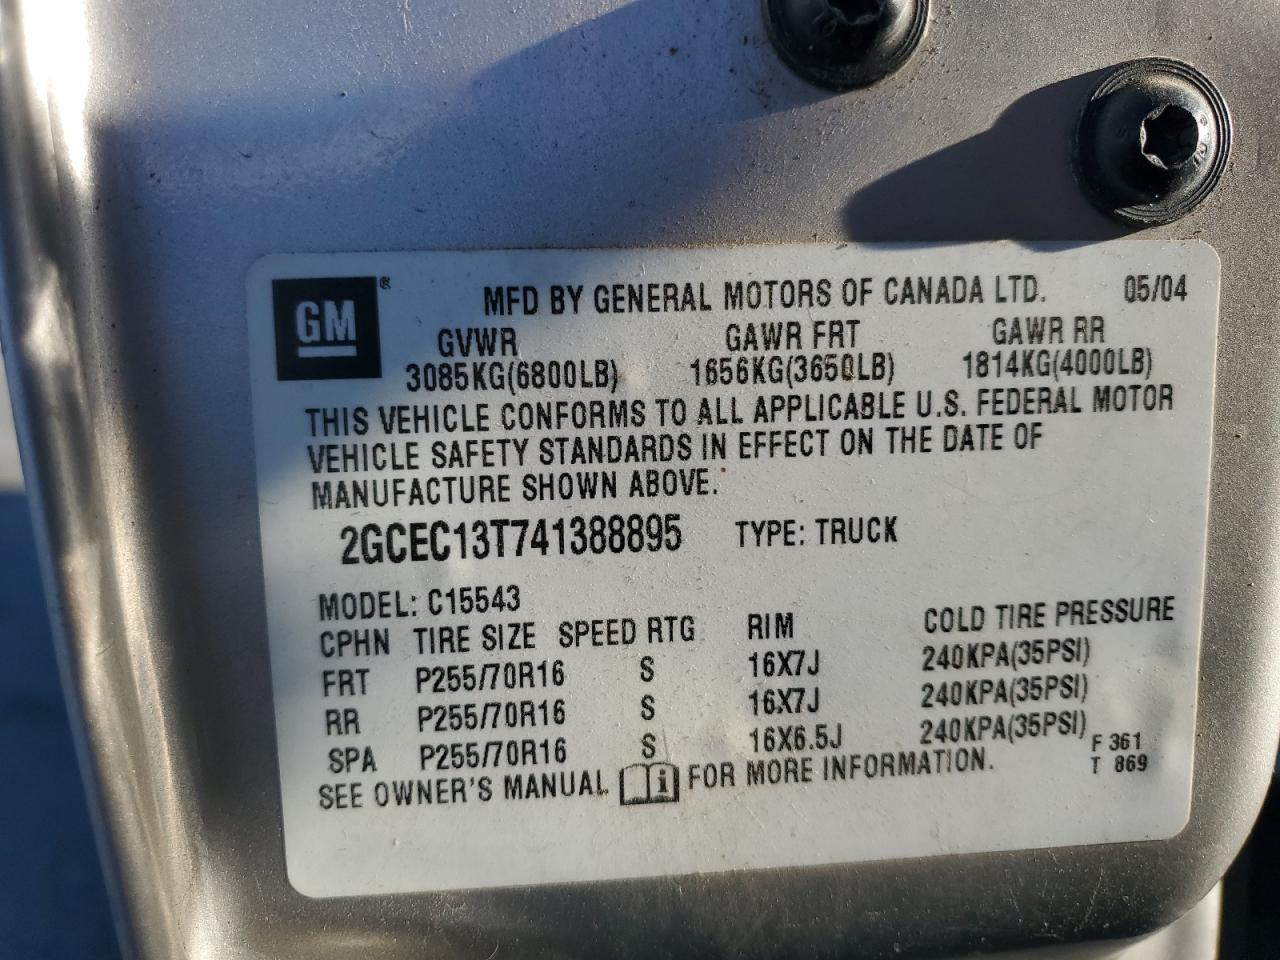 GM ® MFD BY GENERAL MOTORS OF CANADA LTD. 05/04
GVWR GAWR FRT GAWR RR
3085KG(6800LB) 1656KG(3650LB) 1814KG(4000LB)
THIS VEHICLE CONFORMS TO ALL APPLICABLE U.S. FEDERAL MOTOR
VEHICLE SAFETY STANDARDS IN EFFECT ON THE DATE OF
MANUFACTURE SHOWN ABOVE.
2GCEC13T741388895 TYPE: TRUCK
MODEL: C15543
CPHN TIRE SIZE SPEED RTG RIM COLD TIRE PRESSURE
FRT P255/70R16 S 16X7J 240KPA(35PSI)
RR P255/70R16 S 16X7J 240KPA(35PSI)
SPA P255/70R16 S 16X6.5J 240KPA(35PSI) F 361
SEE OWNER'S MANUAL i FOR MORE INFORMATION. T 869